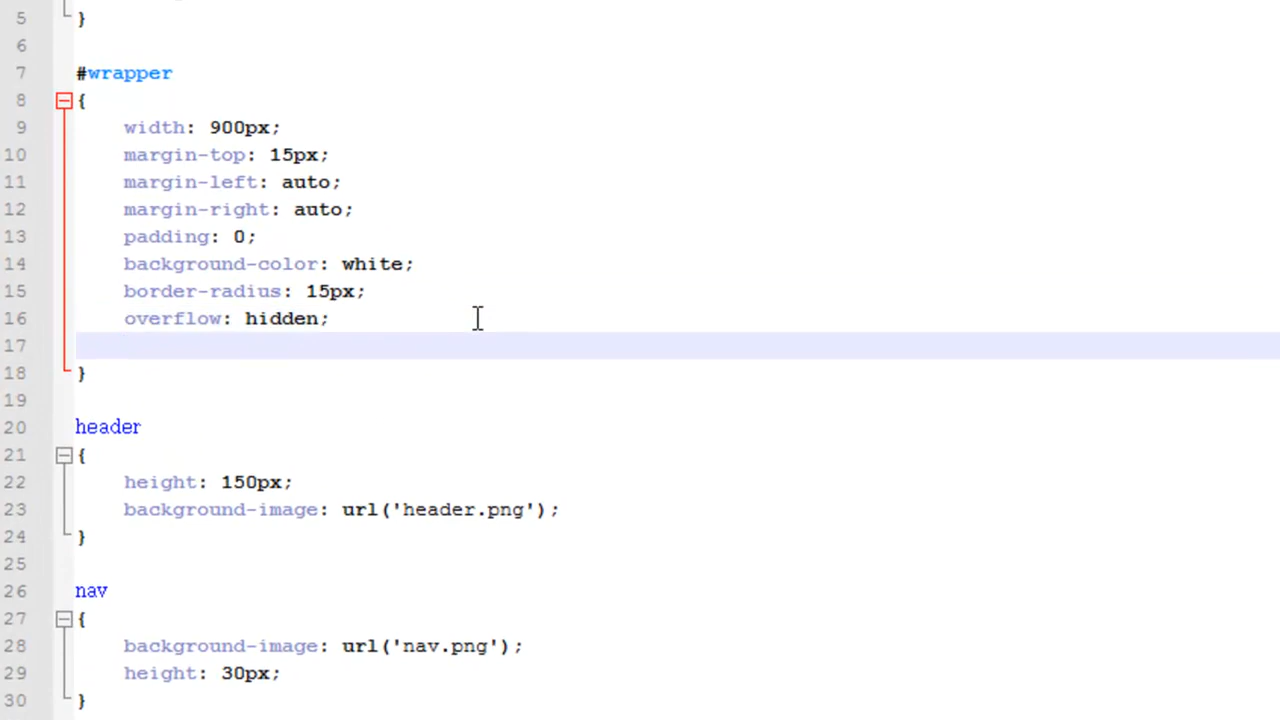 5 }
6
7 #wrapper
8 {
9 width: 900px;
10 margin-top: 15px;
11 margin-left: auto;
12 margin-right: auto;
13 padding: 0;
14 background-color: white;
15 border-radius: 15px;
16 overflow: hidden;
17
18 }
19
20 header
21 {
22 height: 150px;
23 background-image: url('header.png');
24 }
25
26 nav
27 {
28 background-image: url('nav.png');
29 height: 30px;
30 }